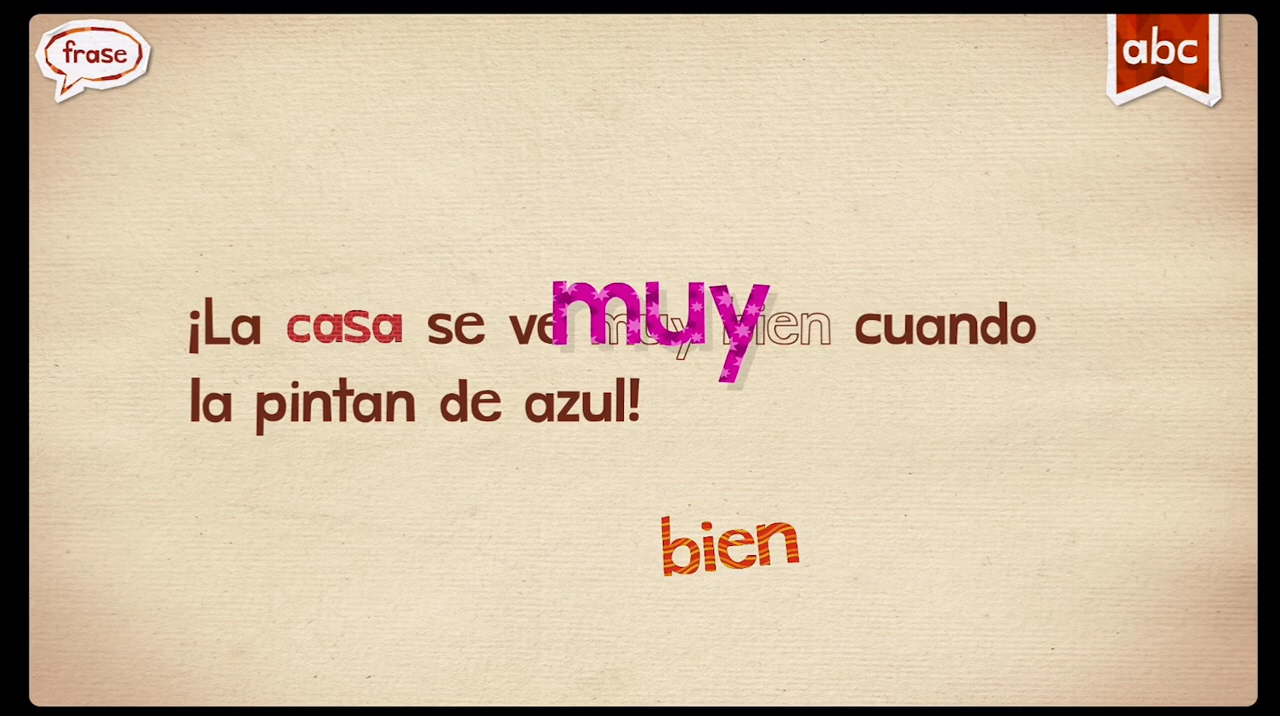 frase
abc
¡La casa se ve muy bien cuando
muy
la pintan de azul!
bien